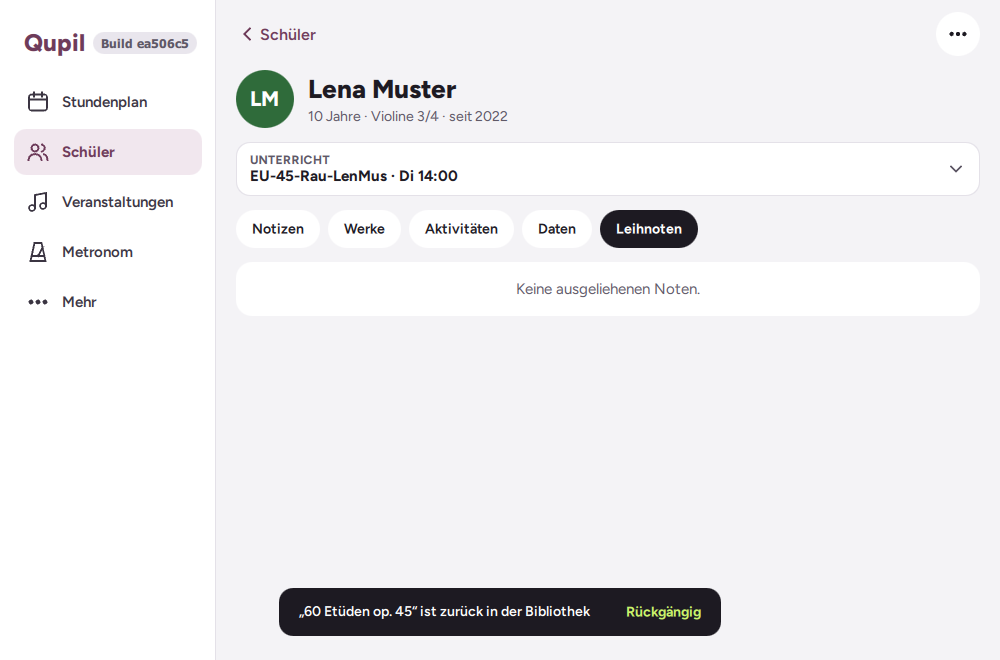 Qupil Build ea506c5
Stundenplan
Schüler
Veranstaltungen
Metronom
Mehr
Schüler
LM
Lena Muster
10 Jahre · Violine 3/4 · seit 2022
UNTERRICHT
EU-45-Rau-LenMus · Di 14:00
Notizen Werke Aktivitäten Daten Leihnoten
Keine ausgeliehenen Noten.
„60 Etüden op. 45“ ist zurück in der Bibliothek Rückgängig